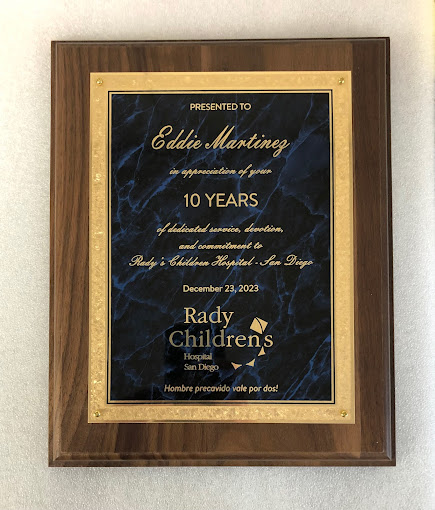 PRESENTED TO
Eddie Martinez
in appreciation of your
10 YEARS
of dedicated service, devotion,
and commitment to
Rady's Children Hospital - San Diego
December 23, 2023
Rady
Children's
Hospital
San Diego
Hombre precavido vale por dos!